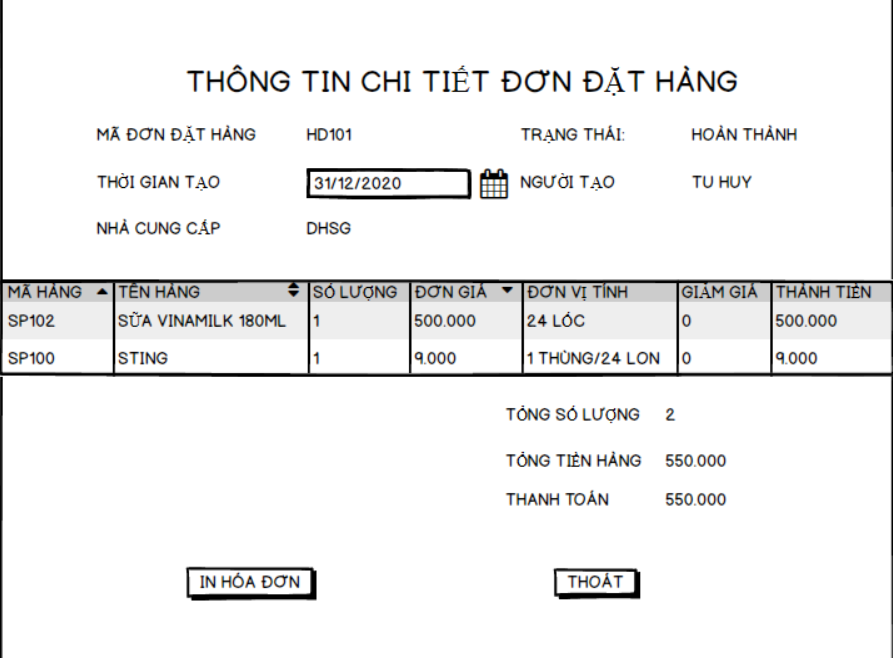 THÔNG TIN CHI TIẾT ĐƠN ĐẶT HÀNG
MÃ ĐƠN ĐẶT HÀNG HD101 TRẠNG THÁI: HOÀN THÀNH
THỜI GIAN TẠO 31/12/2020 NGƯỜI TẠO TU HUY
NHÀ CUNG CẤP DHSG
MÃ HÀNG TÊN HÀNG SỐ LƯỢNG ĐƠN GIÁ ĐƠN VỊ TÍNH GIẢM GIÁ THÀNH TIỀN
SP102 SỮA VINAMILK 180ML 1 500.000 24 LỐC 0 500.000
SP100 STING 1 9.000 1 THÙNG/24 LON 0 9.000
TỔNG SỐ LƯỢNG 2
TỔNG TIỀN HÀNG 550.000
THANH TOÁN 550.000
IN HÓA ĐƠN THOÁT